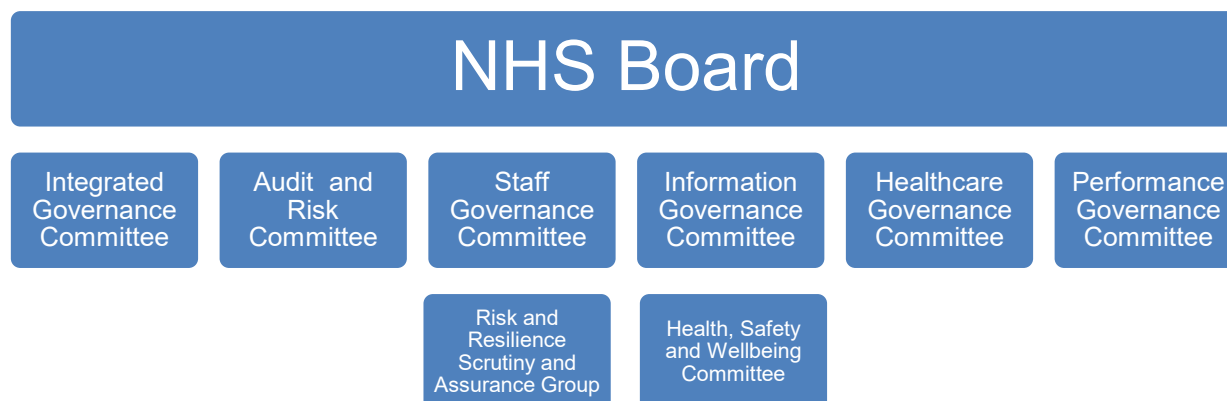 NHS Board
Integrated
Governance
Committee
Audit and
Risk
Committee
Staff
Governance
Committee
Information
Governance
Committee
Healthcare
Governance
Committee
Performance
Governance
Committee
Risk and
Resilience
Scrutiny and
Assurance Group
Health, Safety
and Wellbeing
Committee